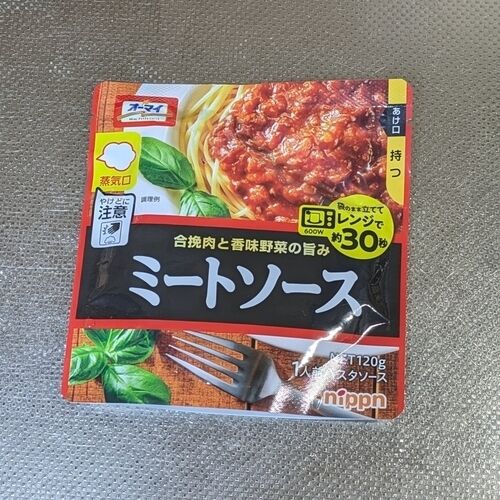 オーマイ
あけ口
持つ
蒸気口
やけどに
注意
調理例
袋のまま立てて
レンジで
600W
約30秒
合挽肉と香味野菜の旨み
ミートソース
NET120g
1人前
スタソース
nippn